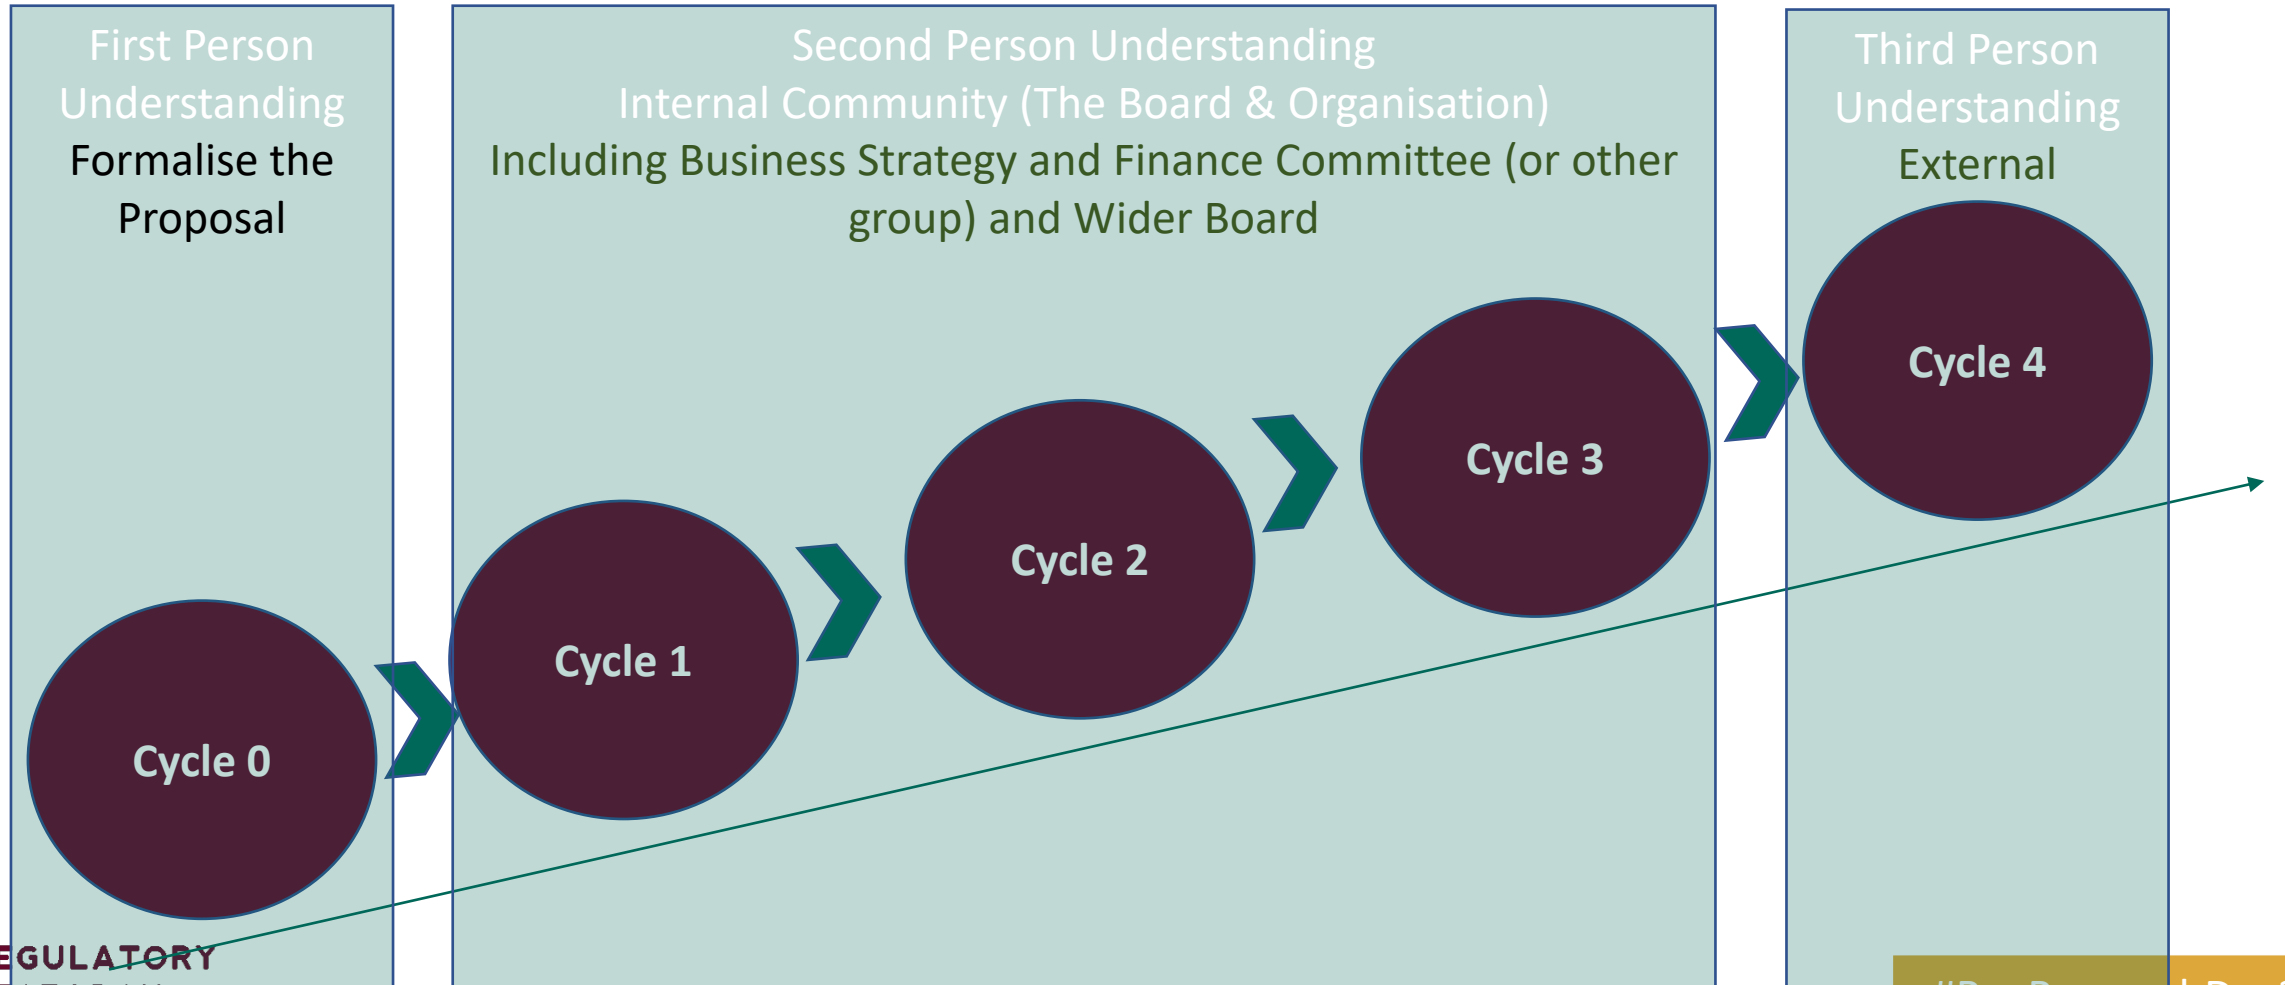 First Person
Understanding
Formalise the
Proposal
Second Person Understanding
Internal Community (The Board & Organisation)
Including Business Strategy and Finance Committee (or other
group) and Wider Board
Third Person
Understanding
External
Cycle 4
Cycle 3
Cycle 2
Cycle 1
Cycle 0
EGULATORY